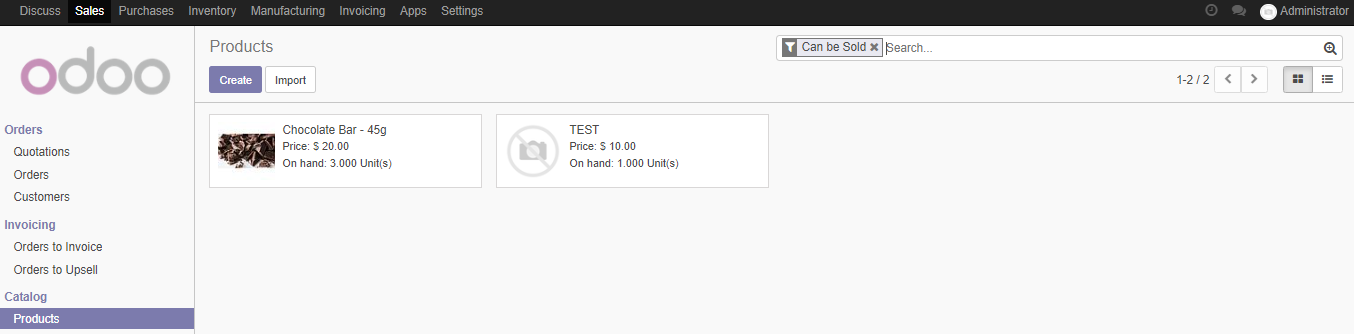 Discuss Sales Purchases Inventory Manufacturing Invoicing Apps Settings Administrator
odoo
Products
Can be Sold Search...
Create Import
1-2 / 2
Orders
Quotations
Orders
Customers
Invoicing
Orders to Invoice
Orders to Upsell
Catalog
Products
Chocolate Bar - 45g
Price: $ 20.00
On hand: 3.000 Unit(s)
TEST
Price: $ 10.00
On hand: 1.000 Unit(s)